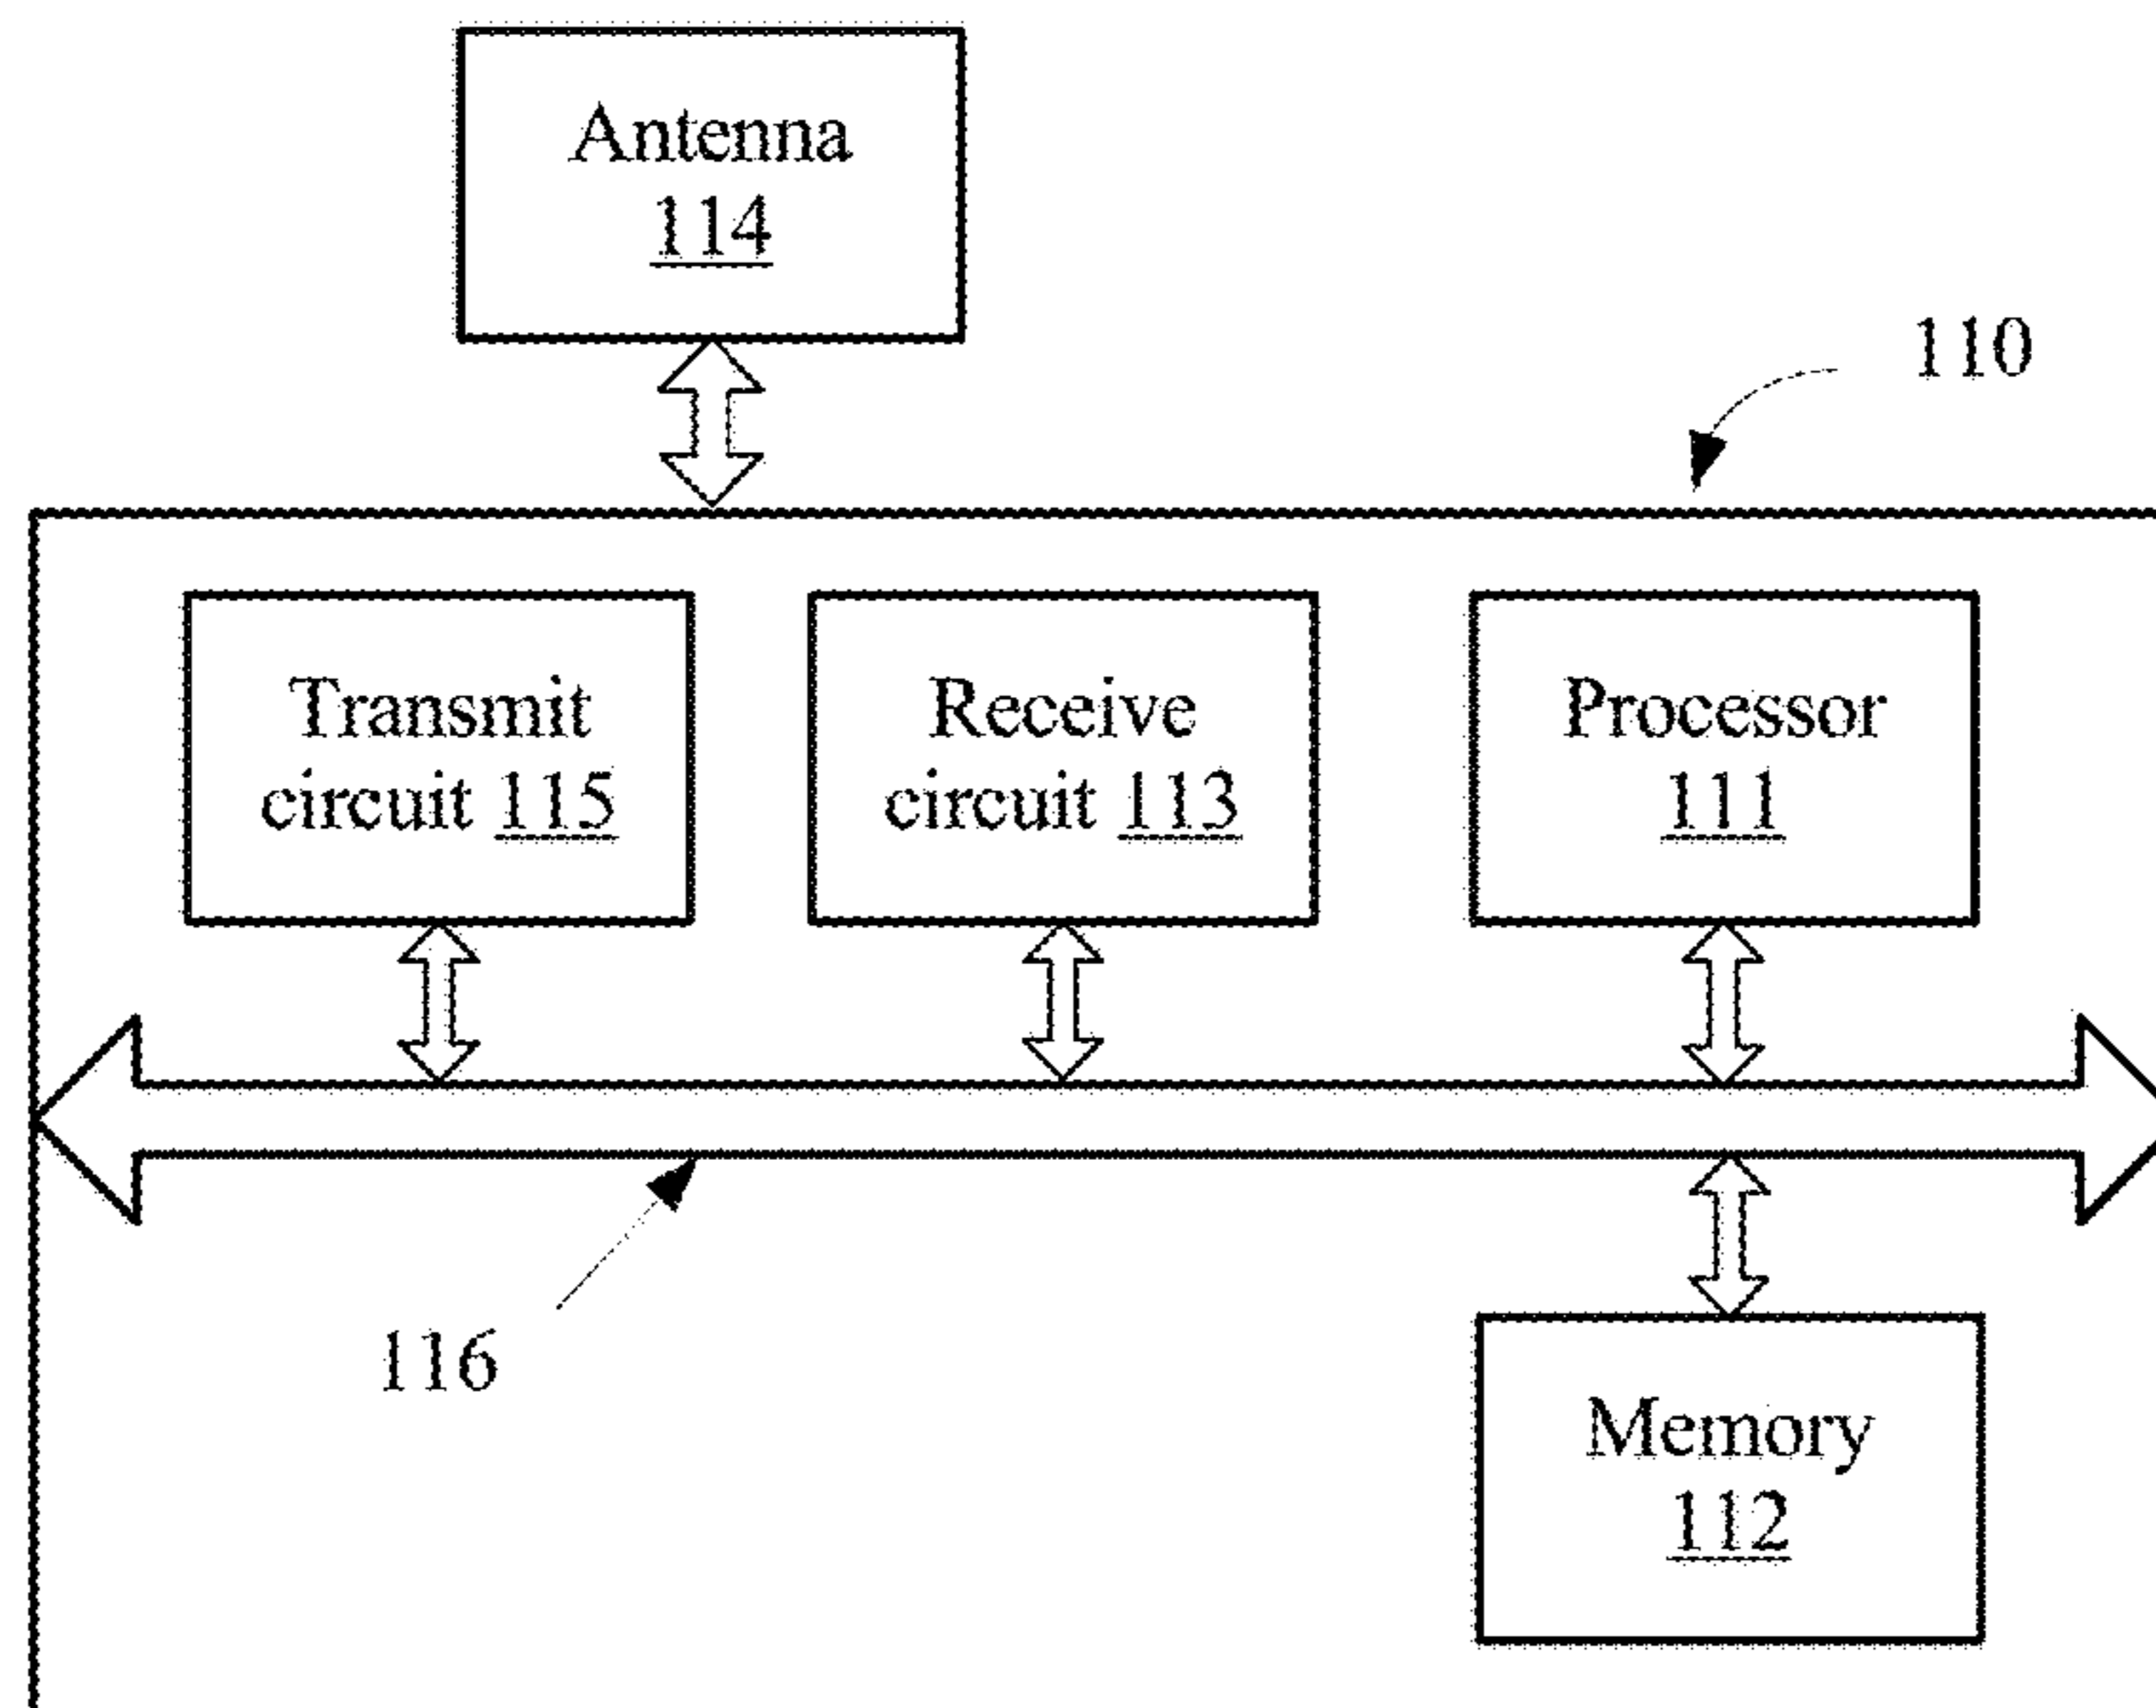 Antenna
114
110
Transmit
circuit 115
Receive
circuit 113
Processor
111
116
Memory
112